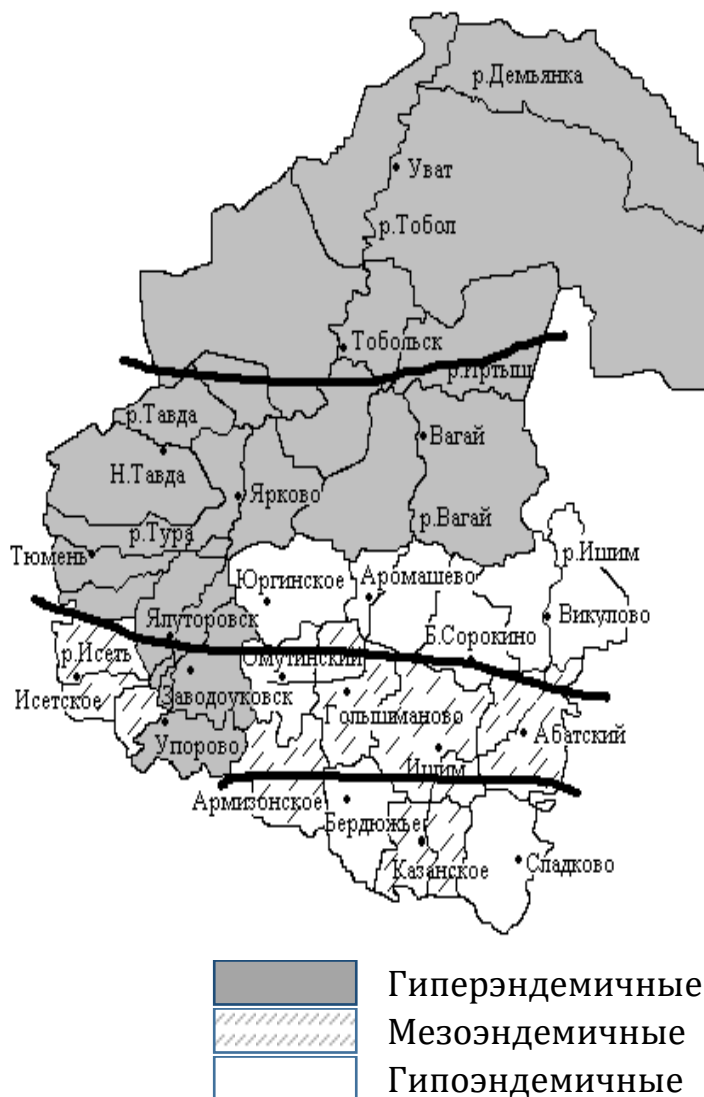 р.Демьянка
Уват
р.Тобол
Тобольск
р.Иртыш
р.Тавда
Вагай
Н.Тавда
Ярково
р.Вагай
р.Тура
р.Ишим
Тюмень
Аромашево
Юргинское
Викулово
Ялуторовск
Б.Сорокино
р.Исеть
Омутинский
Заводоуковск
Исетское
Голышманово
Абатский
Упорово
Ишим
Армизонское
Бердюжье
Сладково
Казанское
Гиперэндемичные
Мезоэндемичные
Гипоэндемичные